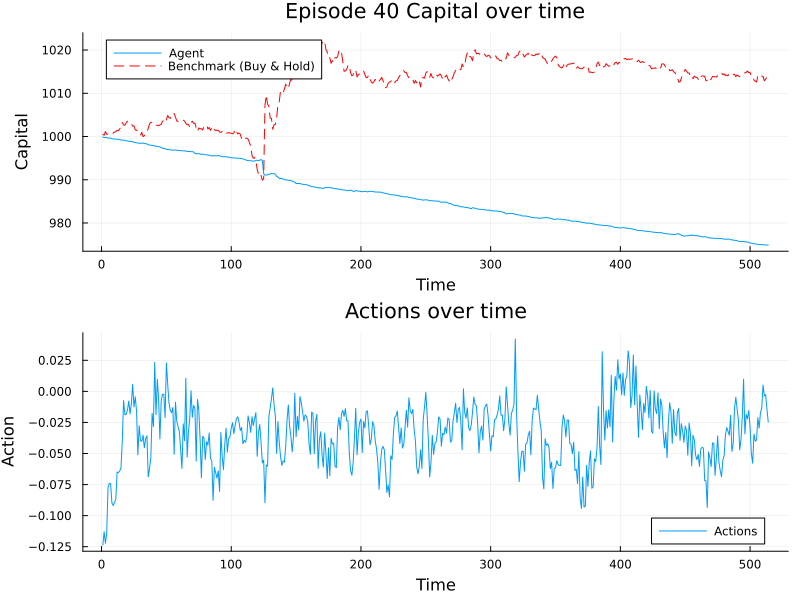 Episode 40 Capital over time
Capital
1020
1010
1000
990
980
Agent
Benchmark (Buy & Hold)
0 100 200 300 400 500
Time
Actions over time
Action
0.025
0.000
−0.025
−0.050
−0.075
−0.100
−0.125
Actions
0 100 200 300 400 500
Time